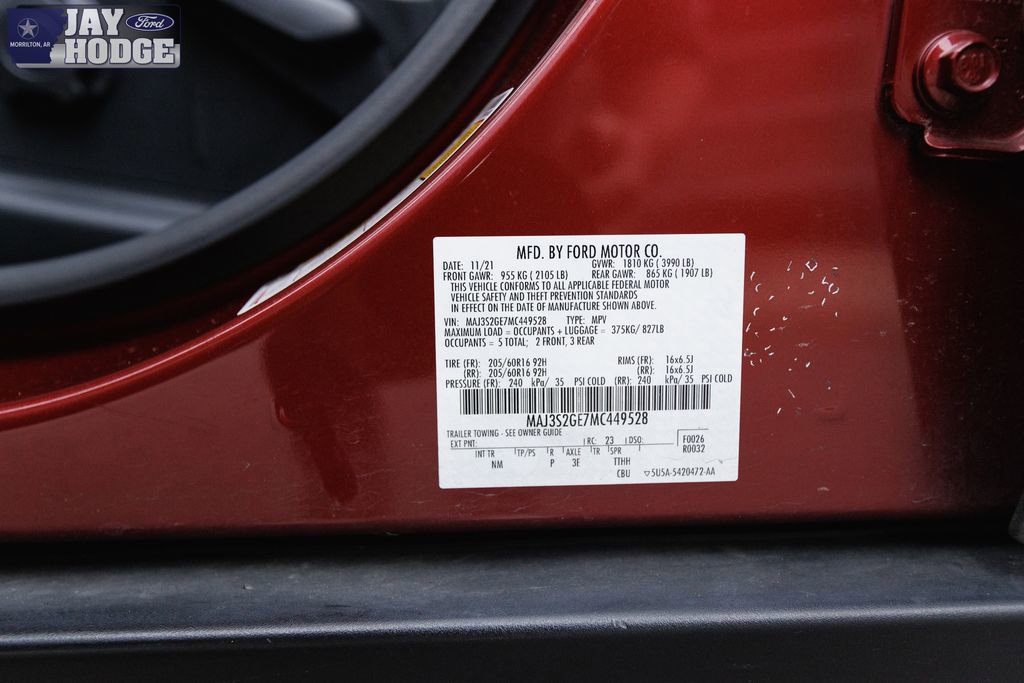 JAY
Ford
HODGE
MORRILTON, AR
MFD. BY FORD MOTOR CO.
DATE: 11/21 GVWR: 1810 KG ( 3990 LB)
FRONT GAWR: 955 KG ( 2105 LB) REAR GAWR: 865 KG ( 1907 LB)
THIS VEHICLE CONFORMS TO ALL APPLICABLE FEDERAL MOTOR
VEHICLE SAFETY AND THEFT PREVENTION STANDARDS
IN EFFECT ON THE DATE OF MANUFACTURE SHOWN ABOVE.
VIN: MAJ3S2GE7MC449528 TYPE: MPV
MAXIMUM LOAD = OCCUPANTS + LUGGAGE = 375KG/ 827LB
OCCUPANTS = 5 TOTAL; 2 FRONT, 3 REAR
TIRE (FR): 205/60R16 92H RIMS (FR): 16x6.5J
(RR): 205/60R16 92H (RR): 16x6.5J
PRESSURE (FR): 240 kPa/ 35 PSI COLD (RR): 240 kPa/ 35 PSI COLD
MAJ3S2GE7MC449528
TRAILER TOWING - SEE OWNER GUIDE
EXT PNT: RC: 23 DSO: F0026
R0032
INT TR TP/PS R AXLE TR SPR
NM P 3E TTHH
CBU 5U5A-5420472-AA